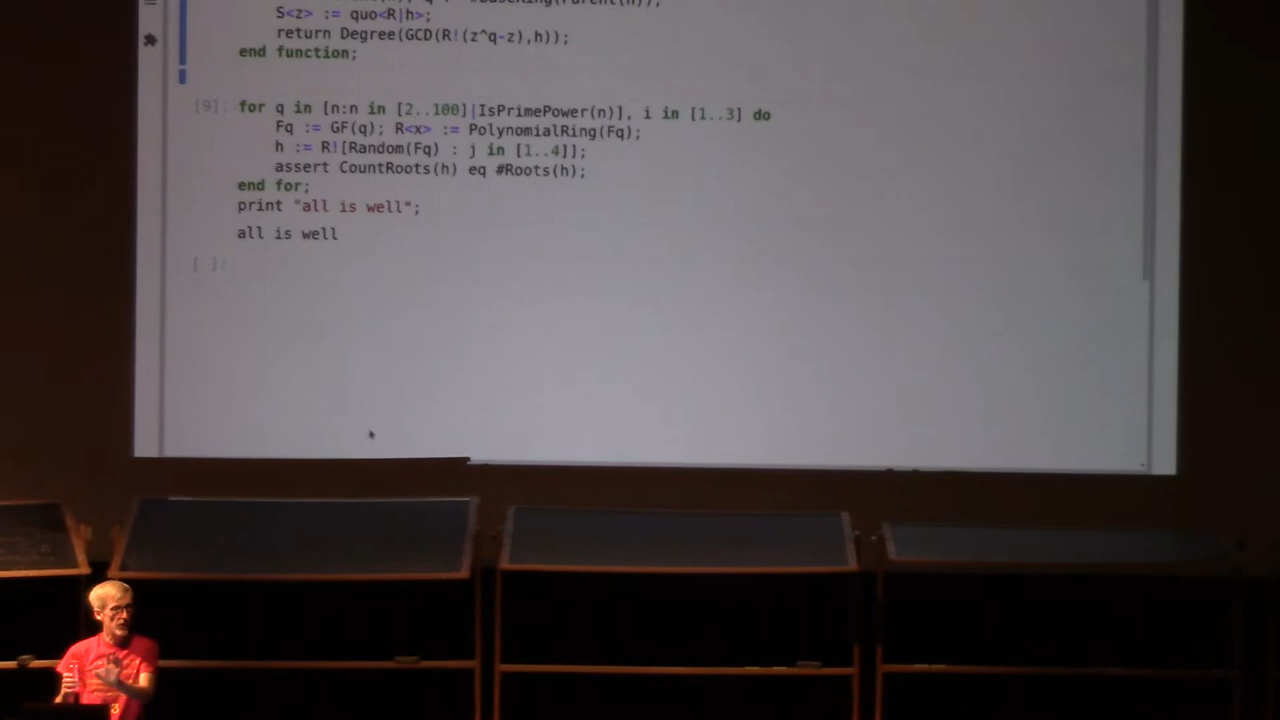 S<z> := quo<R|h>;
return Degree(GCD(R!(z^q-z),h));
end function;
[9]: for q in [n:n in [2..100]|IsPrimePower(n)], i in [1..3] do
Fq := GF(q); R<x> := PolynomialRing(Fq);
h := R![Random(Fq) : j in [1..4]];
assert CountRoots(h) eq #Roots(h);
end for;
print "all is well";
all is well
[ ]:
3